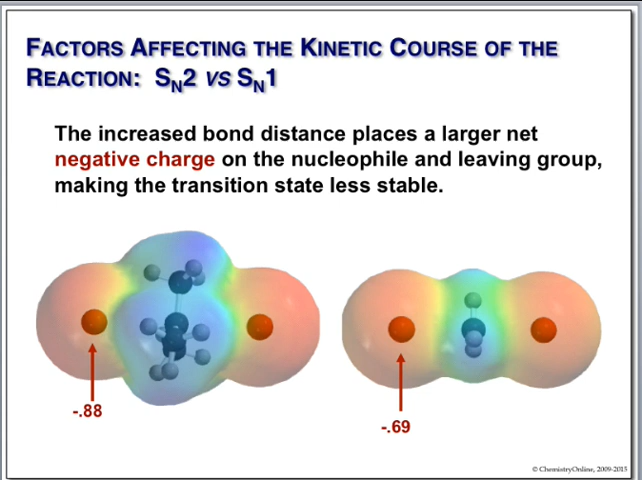 FACTORS AFFECTING THE KINETIC COURSE OF THE
REACTION: SN2 VS SN1
The increased bond distance places a larger net
negative charge on the nucleophile and leaving group,
making the transition state less stable.
-.88
-.69
© ChemistryOnline, 2009-2015